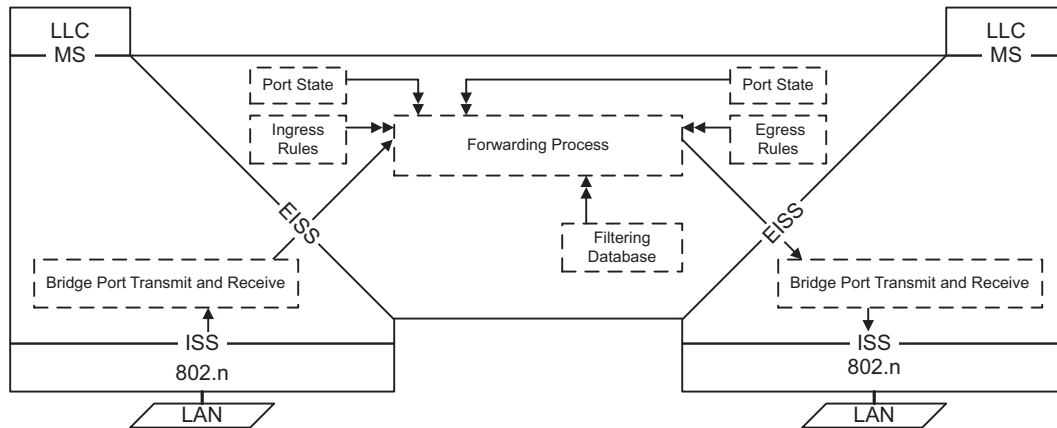 LLC
MS
LLC
MS
Port State
Port State
Ingress
Rules
Forwarding Process
Egress
Rules
EISS
EISS
Filtering
Database
Bridge Port Transmit and Receive
Bridge Port Transmit and Receive
ISS
802.n
ISS
802.n
LAN
LAN